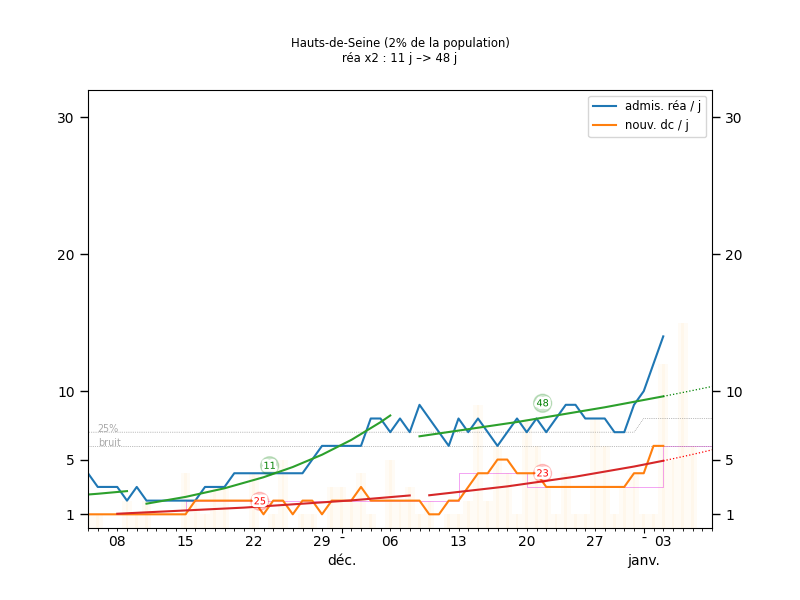 Hauts-de-Seine (2% de la population)
réa x2 : 11 j –> 48 j
admis. réa / j
nouv. dc / j
30 30
20 20
10 10
5 5
1 1
25%
bruit
11
25
48
23
08 15 22 29 - 06 13 20 27 - 03
déc. janv.